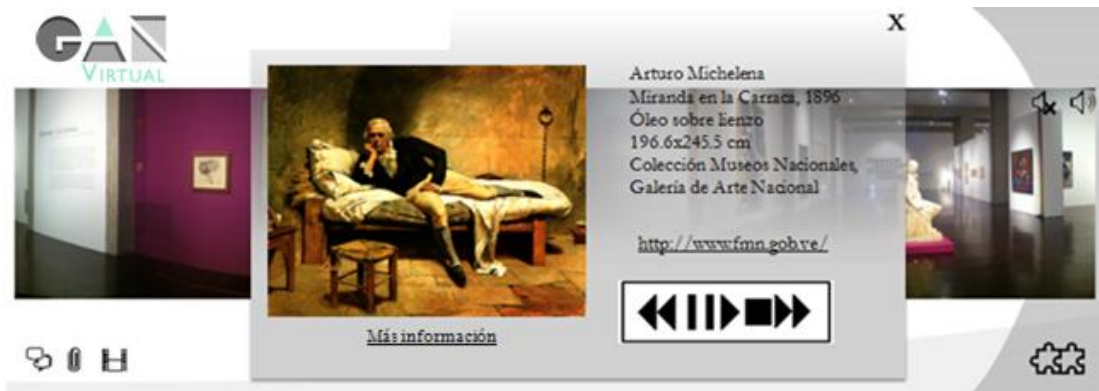 GAN
VIRTUAL
X
Arturo Michelena
Miranda en la Carraca, 1896
Óleo sobre lienzo
196.6x245.5 cm
Colección Museos Nacionales,
Galería de Arte Nacional
http://www.fmn.gob.ve/
Más información